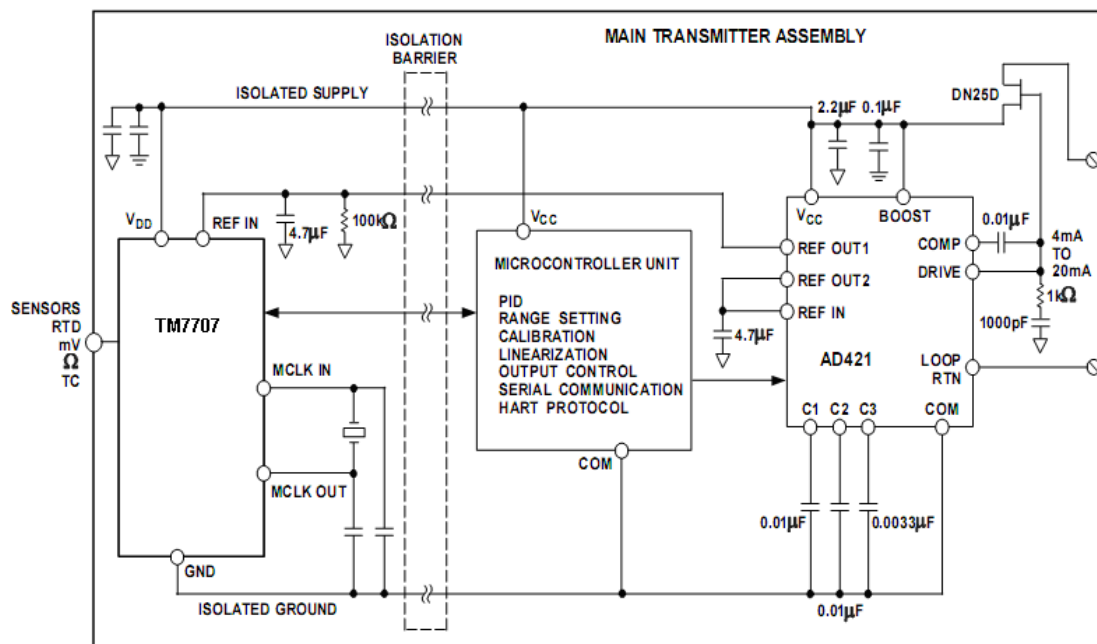 MAIN TRANSMITTER ASSEMBLY
ISOLATION
BARRIER
ISOLATED SUPPLY
DN25D
2.2μF
0.1μF
VDD
REF IN
4.7μF
100kΩ
VCC
VCC
BOOST
0.01μF
COMP
4mA
TO
20mA
DRIVE
REF OUT1
REF OUT2
REF IN
1kΩ
1000pF
4.7μF
AD421
LOOP
RTN
C1
C2
C3
COM
MICROCONTROLLER UNIT
PID
RANGE SETTING
CALIBRATION
LINEARIZATION
OUTPUT CONTROL
SERIAL COMMUNICATION
HART PROTOCOL
COM
SENSORS
RTD
mV
Ω
TC
TM7707
MCLK IN
MCLK OUT
GND
0.01μF
0.0033μF
0.01μF
ISOLATED GROUND